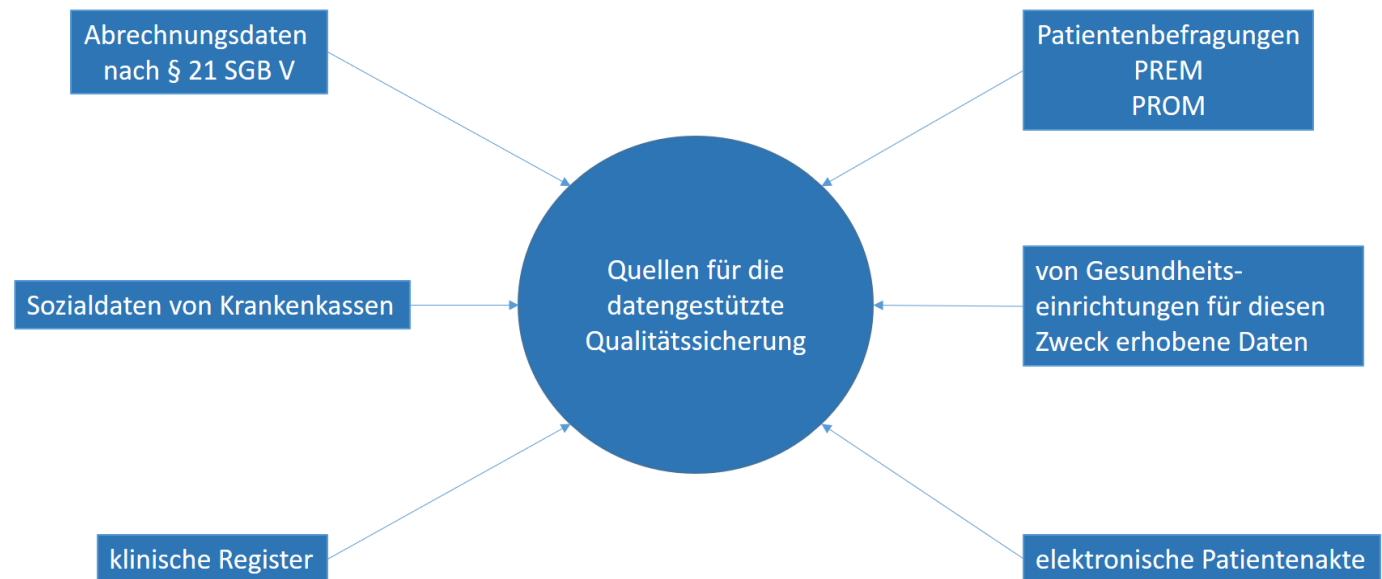 Abrechnungsdaten
nach § 21 SGB V
Patientenbefragungen
PREM
PROM
Sozialdaten von Krankenkassen
Quellen für die
datengestützte
Qualitätssicherung
von Gesundheits-
einrichtungen für diesen
Zweck erhobene Daten
klinische Register
elektronische Patientenakte